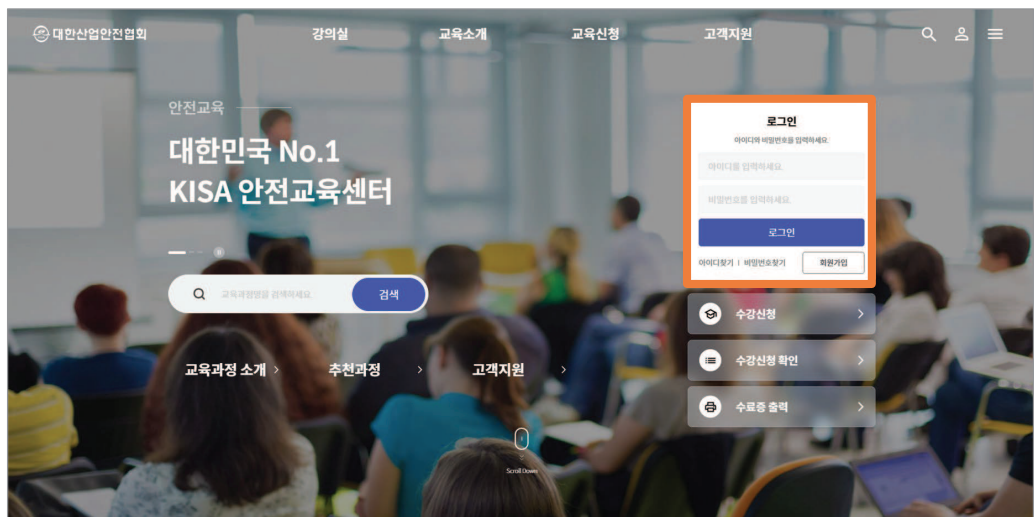 대한산업안전협회
강의실 교육소개 교육신청 고객지원
안전교육
대한민국 No.1
KISA 안전교육센터
교육과정명을 검색하세요.
검색
교육과정 소개 추천과정 고객지원
Scroll Down
로그인
아이디와 비밀번호을 입력하세요.
아이디를 입력하세요.
비밀번호를 입력하세요.
로그인
아이디찾기 | 비밀번호찾기 회원가입
수강신청
수강신청 확인
수료증 출력